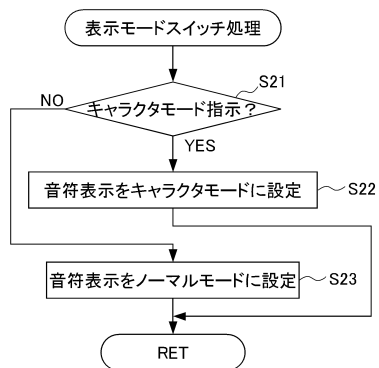 表示モードスイッチ処理
S21
NO
キャラクタモード指示?
YES
音符表示をキャラクタモードに設定
S22
音符表示をノーマルモードに設定
S23
RET